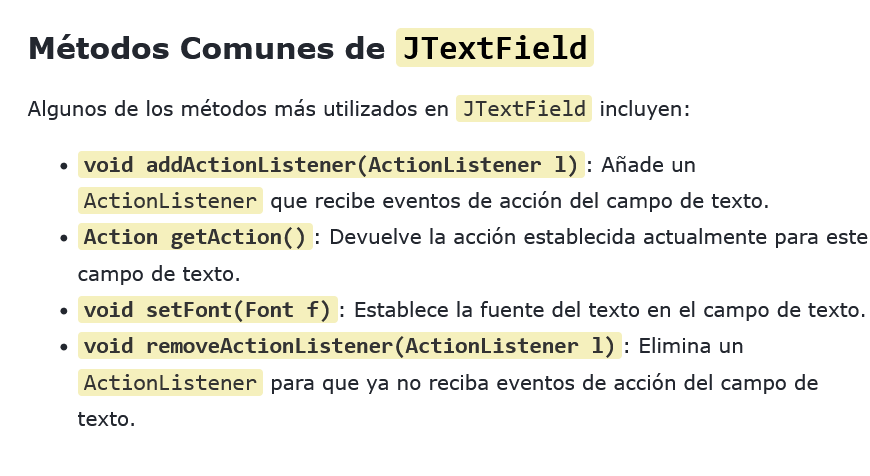 Métodos Comunes de JTextField
Algunos de los métodos más utilizados en JTextField incluyen:
• void addActionListener(ActionListener l): Añade un
ActionListener que recibe eventos de acción del campo de texto.
• Action getAction(): Devuelve la acción establecida actualmente para este
campo de texto.
• void setFont(Font f): Establece la fuente del texto en el campo de texto.
• void removeActionListener(ActionListener l): Elimina un
ActionListener para que ya no reciba eventos de acción del campo de
texto.